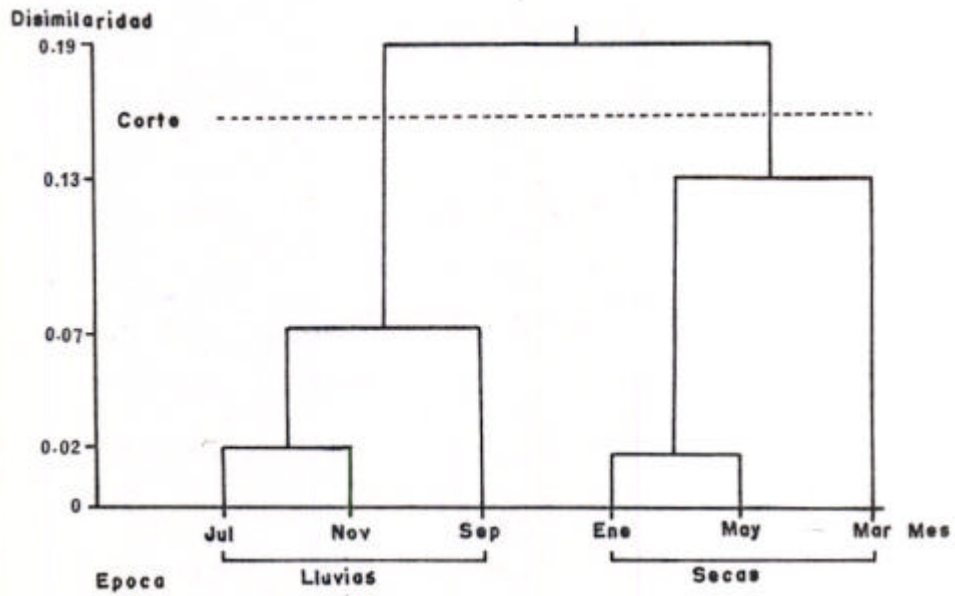 Disimilaridad
0.19
Corte
0.13
0.07
0.02
0
Jul Nov Sep Ene May Mar Mes
Epoca Lluvias Secas